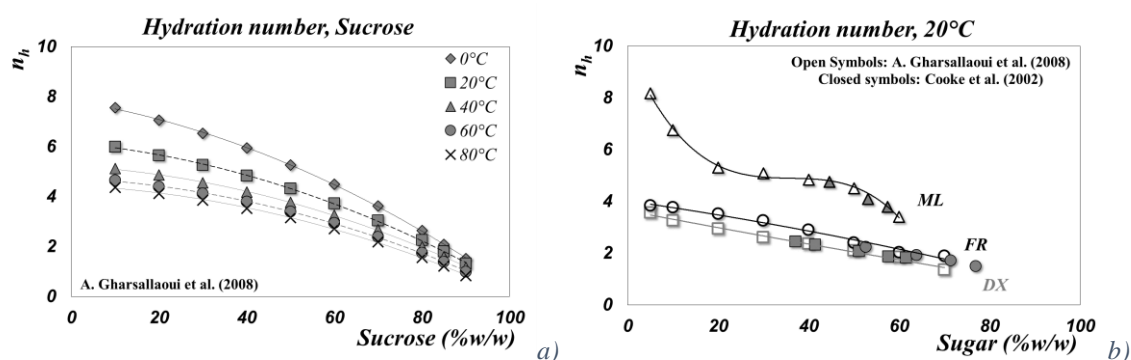 Hydration number, Sucrose
n_h
10
8
6
4
2
0
0°C
20°C
40°C
60°C
80°C
A. Gharsallaoui et al. (2008)
0 20 40 60 80 100
Sucrose (%w/w)
a)
Hydration number, 20°C
n_h
10
8
6
4
2
0
Open Symbols: A. Gharsallaoui et al. (2008)
Closed symbols: Cooke et al. (2002)
ML
FR
DX
0 20 40 60 80 100
Sugar (%w/w)
b)